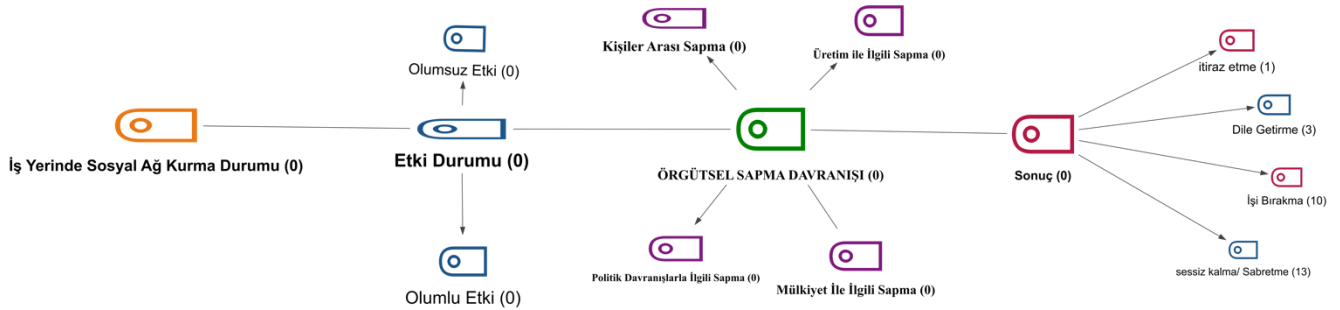 Kişiler Arası Sapma (0)
Üretim ile İlgili Sapma (0)
Olumsuz Etki (0)
itiraz etme (1)
Dile Getirme (3)
İş Yerinde Sosyal Ağ Kurma Durumu (0)
Etki Durumu (0)
ÖRGÜTSEL SAPMA DAVRANIŞI (0)
Sonuç (0)
İşi Bırakma (10)
Politik Davranışlarla İlgili Sapma (0)
Mülkiyet İle İlgili Sapma (0)
sessiz kalma/ Sabretme (13)
Olumlu Etki (0)